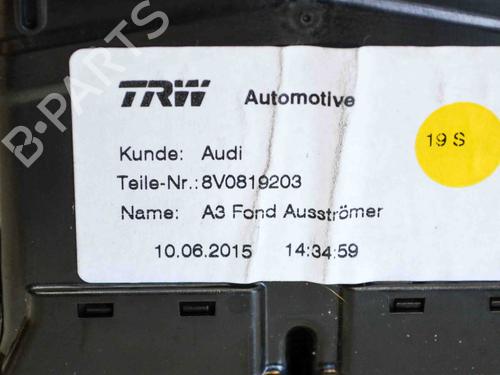 B-PARTS
TRW Automotive
19 S
Kunde: Audi
Teile-Nr.: 8V0819203
Name: A3 Fond Ausströmer
10.06.2015 14:34:59